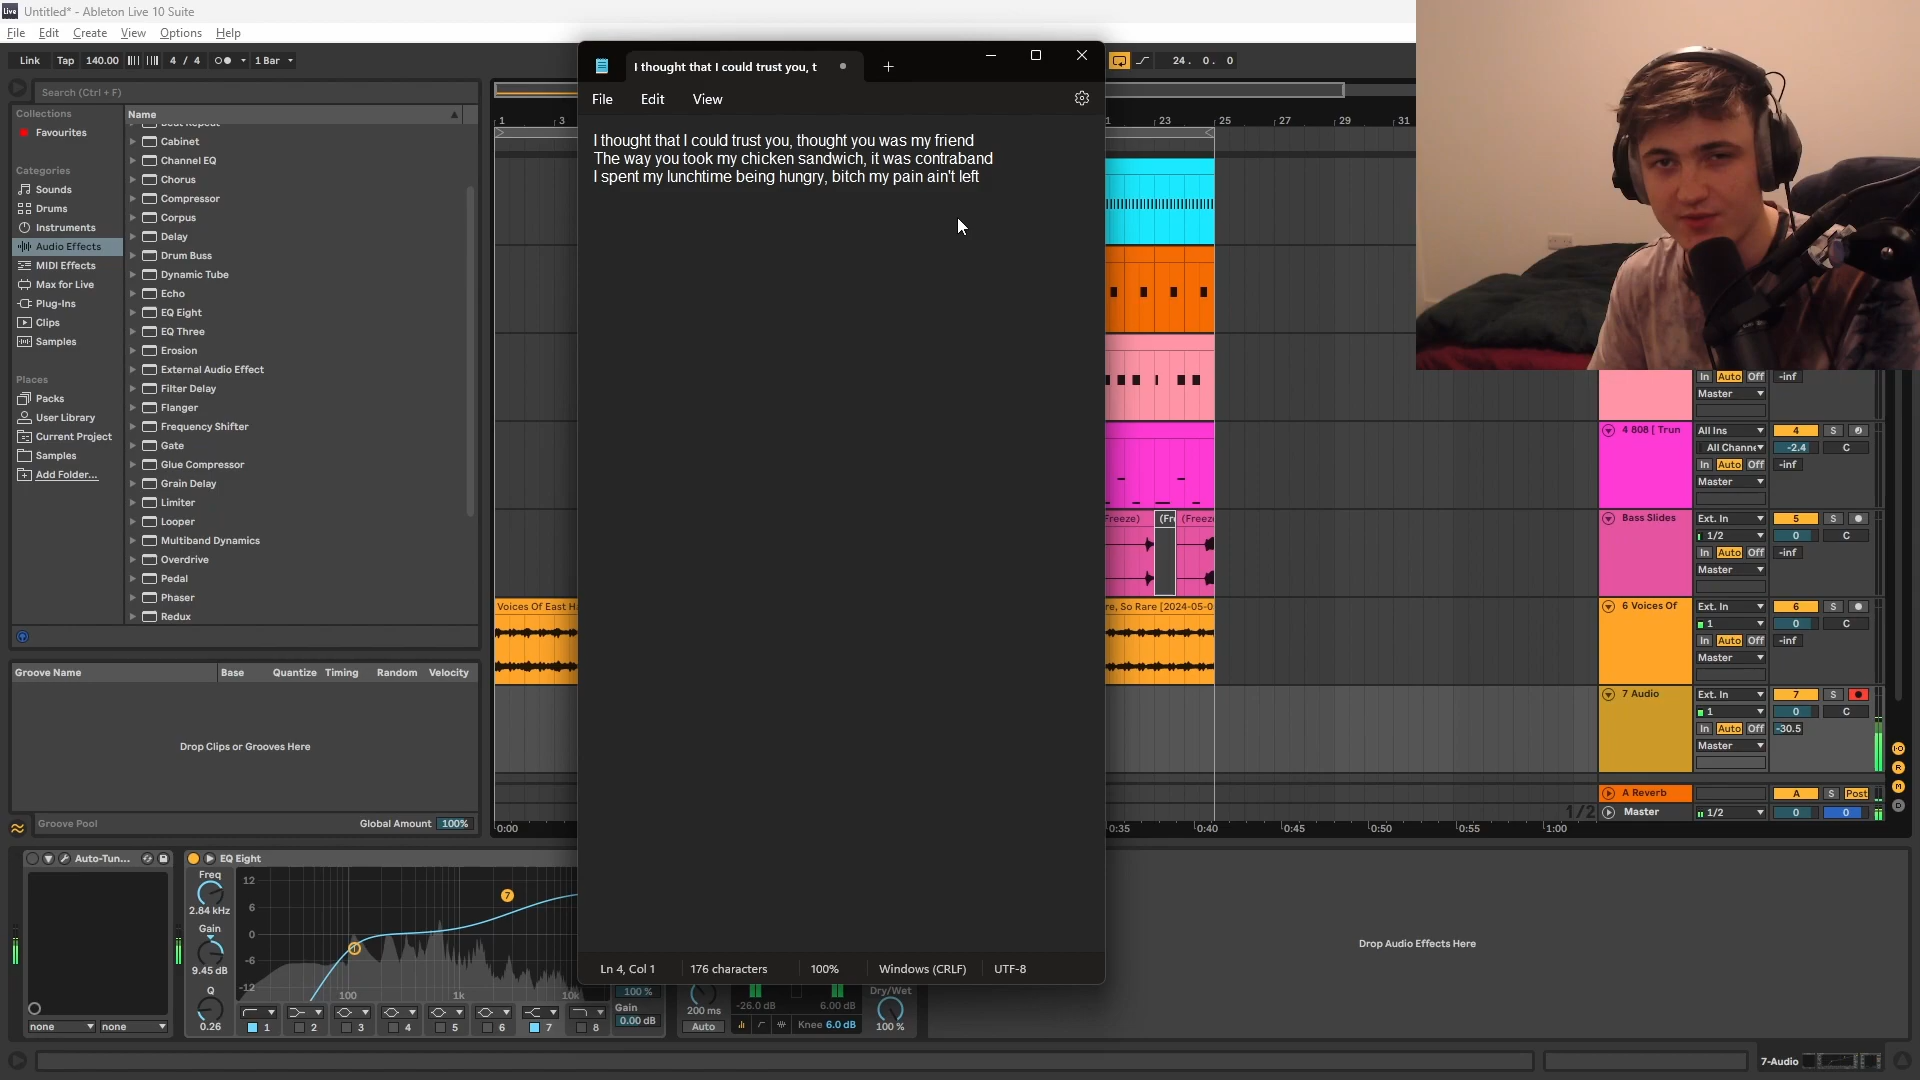 Live Untitled* - Ableton Live 10 Suite
File Edit Create View Options Help
Link Tap 140.00 4 / 4 1 Bar 24. 0. 0
Search (Ctrl + F)
Collections
Favourites
Categories
Sounds
Drums
Instruments
Audio Effects
MIDI Effects
Max for Live
Plug-Ins
Clips
Samples
Places
Packs
User Library
Current Project
Samples
Add Folder...
Name
Beat Repeat
Cabinet
Channel EQ
Chorus
Compressor
Corpus
Delay
Drum Buss
Dynamic Tube
Echo
EQ Eight
EQ Three
Erosion
External Audio Effect
Filter Delay
Flanger
Frequency Shifter
Gate
Glue Compressor
Grain Delay
Limiter
Looper
Multiband Dynamics
Overdrive
Pedal
Phaser
Redux
Groove Name Base Quantize Timing Random Velocity
Drop Clips or Grooves Here
Groove Pool Global Amount 100%
I thought that I could trust you, t
File Edit View
I thought that I could trust you, thought you was my friend
The way you took my chicken sandwich, it was contraband
I spent my lunchtime being hungry, bitch my pain ain't left
Ln 4, Col 1 176 characters 100% Windows (CRLF) UTF-8
1 3 23 25 27 29 31
Freeze) (Fr (Freeze
Voices Of East H
re, So Rare [2024-05-0
0:00 0:35 0:40 0:45 0:50 0:55 1:00
1/2
In Auto Off -inf
Master
4 808 [ Trun All Ins 4 S
All Channe -2.4 C
In Auto Off -inf
Master
Bass Slides Ext. In 5 S
1/2 0 C
In Auto Off -inf
Master
6 Voices Of Ext. In 6 S
1 0 C
In Auto Off -inf
Master
7 Audio Ext. In 7 S
1 0 C
In Auto Off -30.5
Master
A Reverb A S Post
Master 1/2 0 0
IO
R
M
D
Auto-Tun...
none none
EQ Eight
Freq
2.84 kHz
Gain
9.45 dB
Q
0.26
12
6
0
-6
-12
100 1k 10k
7
1 2 3 4 5 6 7 8
100 %
Gain
0.00 dB
200 ms
Auto
-26.0 dB 6.00 dB
Knee 6.0 dB
Dry/Wet
100 %
Drop Audio Effects Here
7-Audio